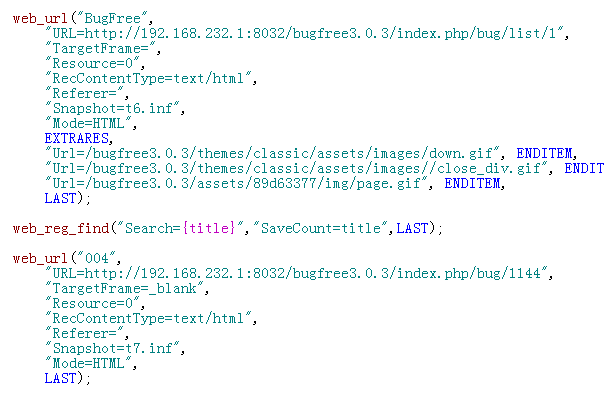 web_url("BugFree",
"URL=http://192.168.232.1:8032/bugfree3.0.3/index.php/bug/list/1",
"TargetFrame=",
"Resource=0",
"RecContentType=text/html",
"Referer=",
"Snapshot=t6.inf",
"Mode=HTML",
EXTRARES,
"Url=/bugfree3.0.3/themes/classic/assets/images/down.gif", ENDITEM,
"Url=/bugfree3.0.3/themes/classic/assets/images//close_div.gif", ENDIT
"Url=/bugfree3.0.3/assets/89d63377/img/page.gif", ENDITEM,
LAST);
web_reg_find("Search={title}","SaveCount=title",LAST);
web_url("004",
"URL=http://192.168.232.1:8032/bugfree3.0.3/index.php/bug/1144",
"TargetFrame=_blank",
"Resource=0",
"RecContentType=text/html",
"Referer=",
"Snapshot=t7.inf",
"Mode=HTML",
LAST);